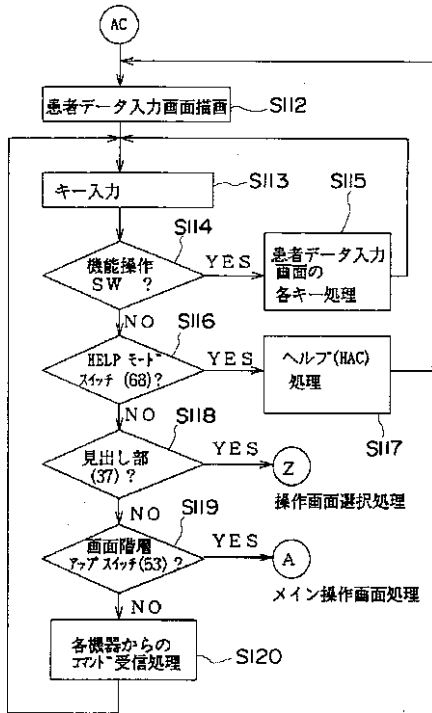 AC
患者データ入力画面描画
S112
キー入力
S113
S115
機能操作
SW ?
S114
YES
患者データ入力
画面の
各キー処理
NO
S116
HELP モード
スイッチ (68)?
YES
ヘルプ(HAC)
処理
S117
NO
S118
見出し部
(37) ?
YES
Z
操作画面選択処理
NO
S119
画面階層
アップスイッチ(53) ?
YES
A
メイン操作画面処理
NO
各機器からの
コマンド受信処理
S120